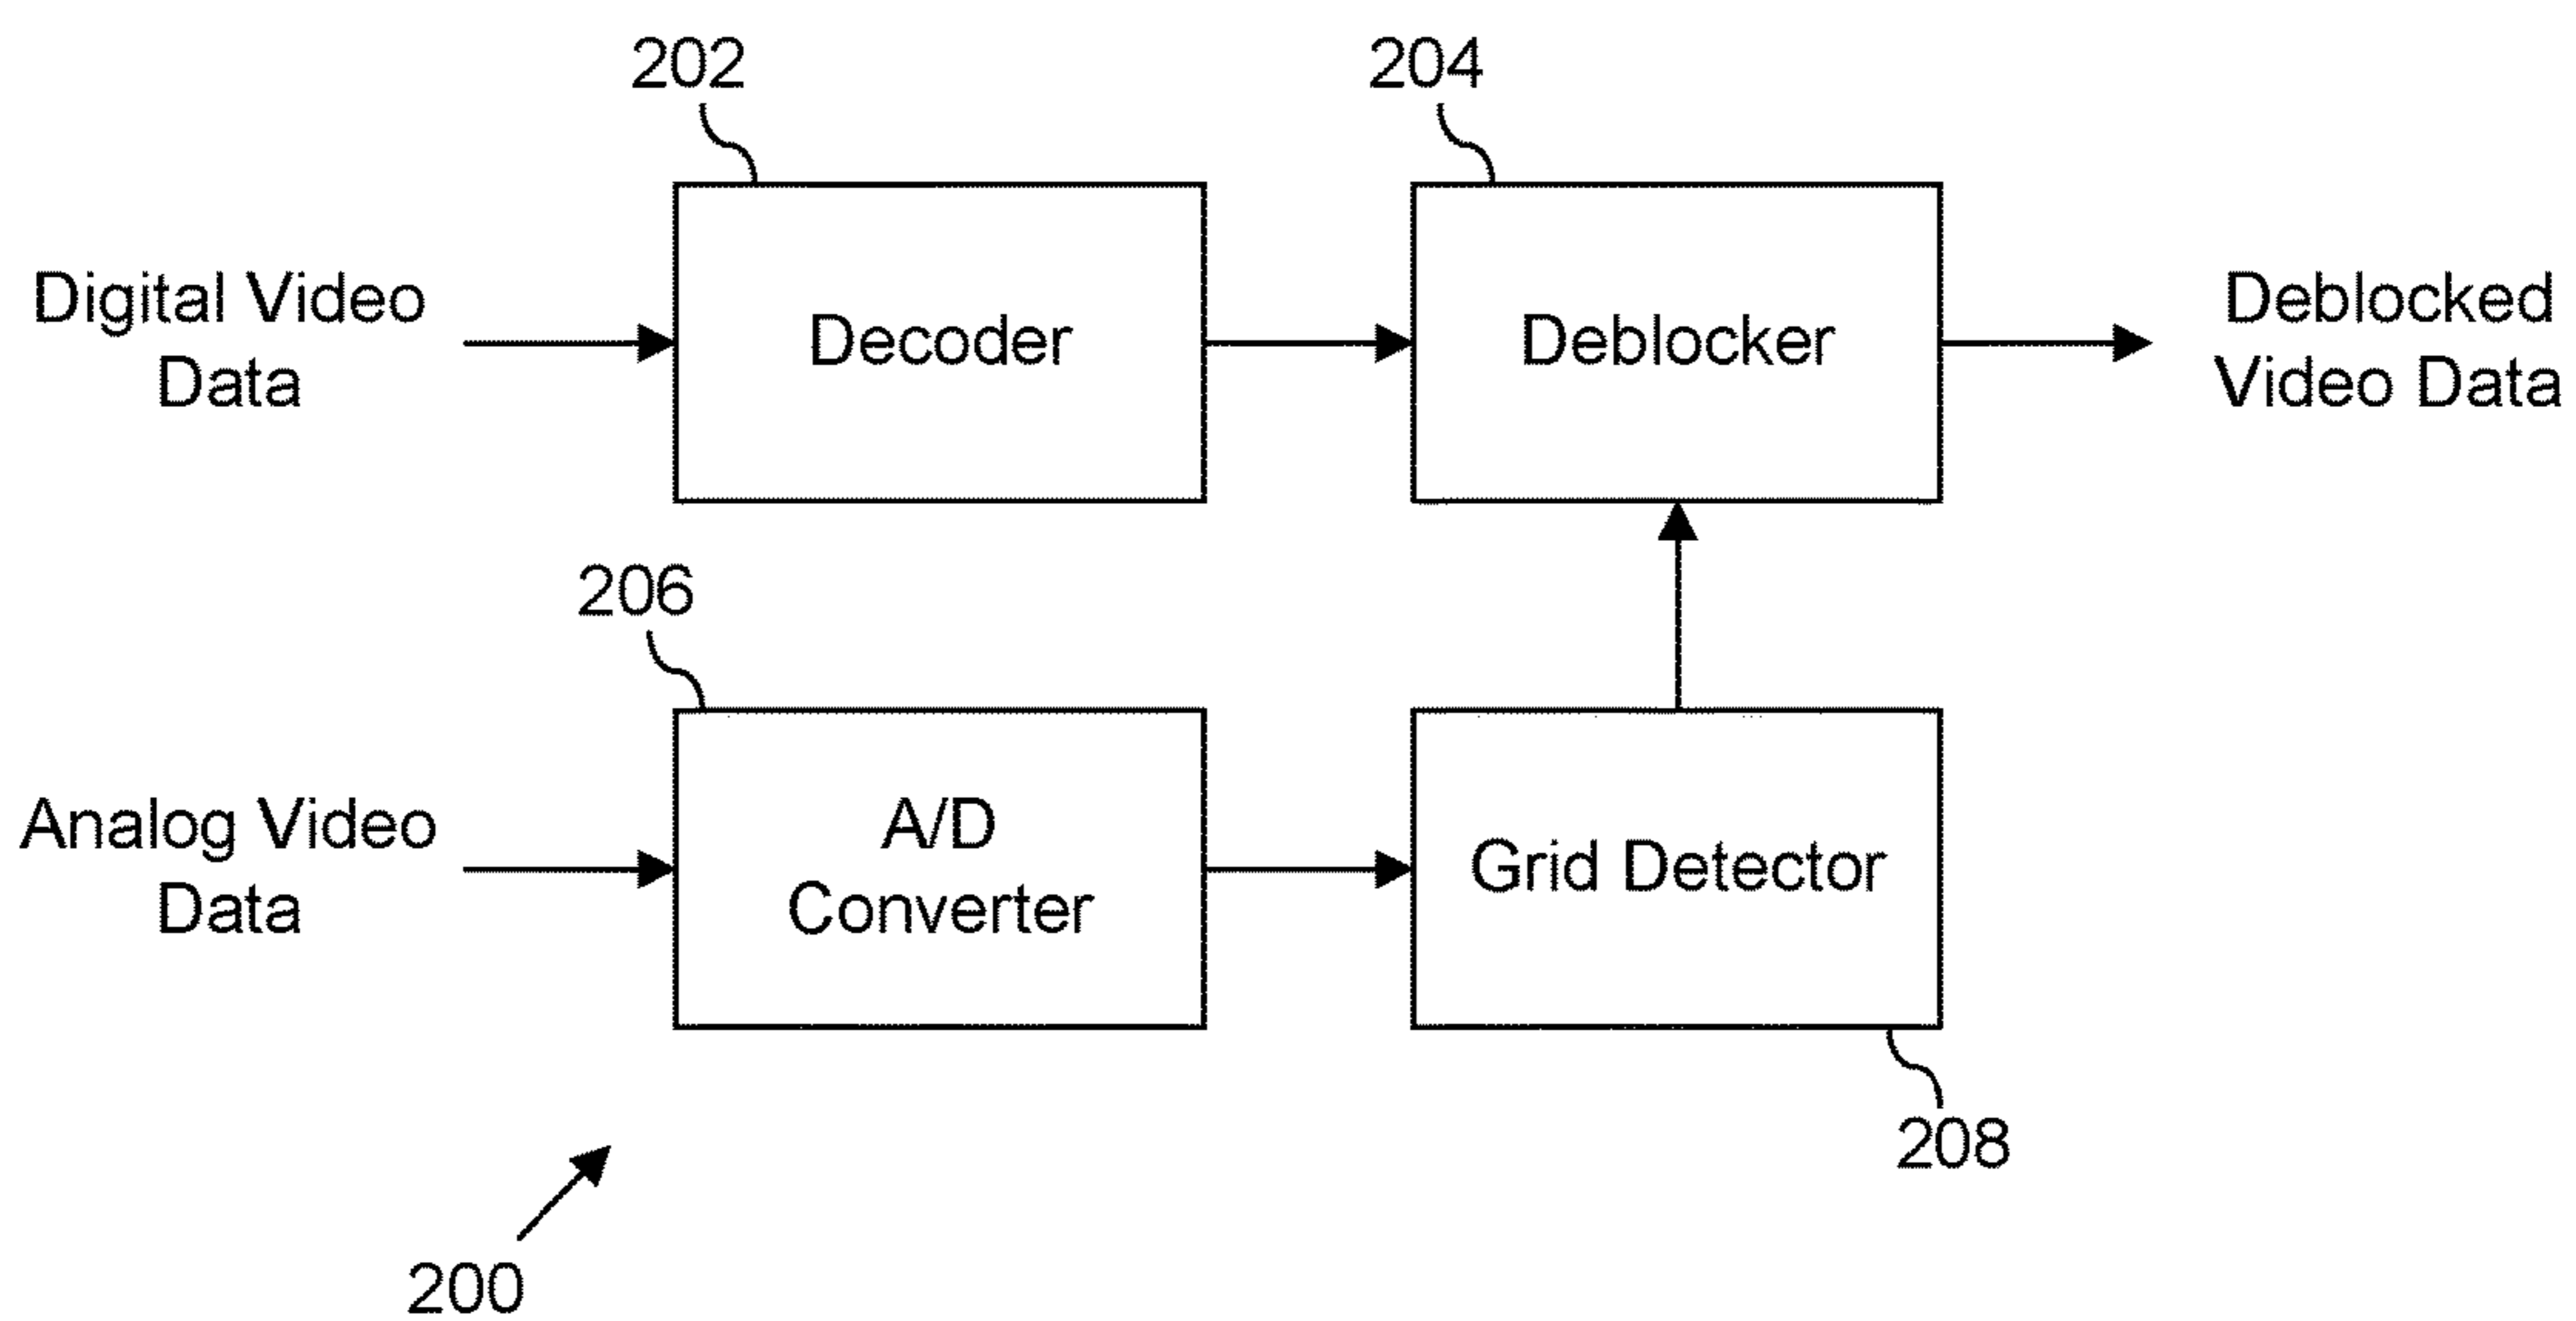 202
204
Digital Video
Data
Decoder
Deblocker
Deblocked
Video Data
206
Analog Video
Data
A/D
Converter
Grid Detector
208
200